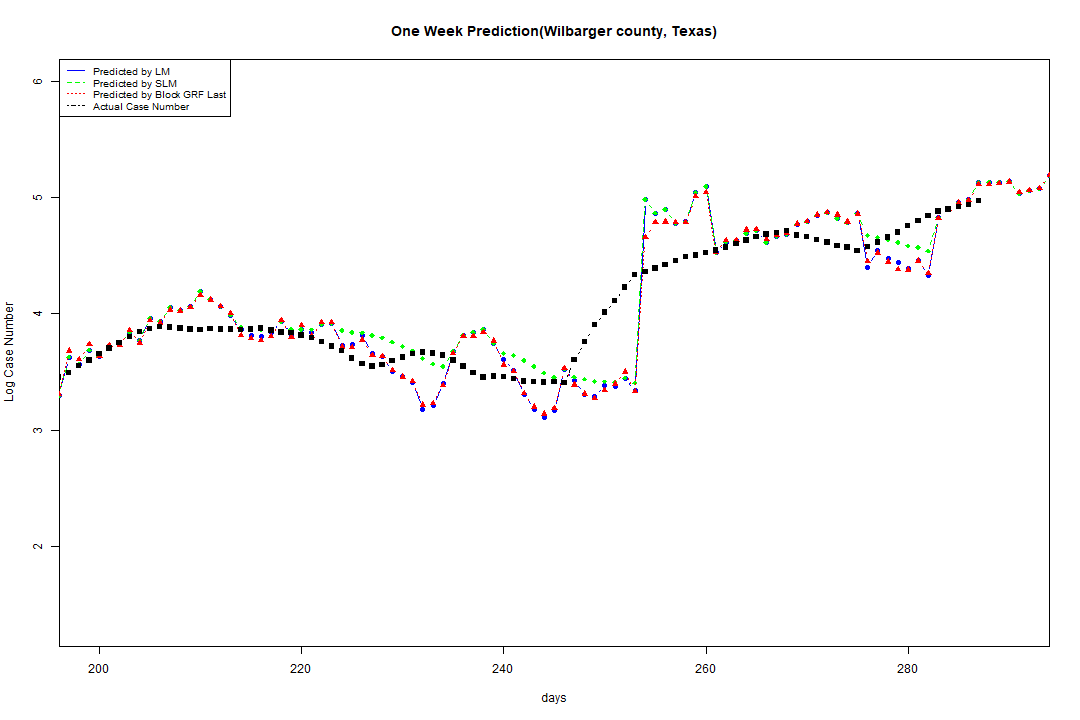 One Week Prediction(Wilbarger county, Texas)
Predicted by LM
Predicted by SLM
Predicted by Block GRF Last
Actual Case Number
6
5
4
3
2
Log Case Number
200 220 240 260 280
days